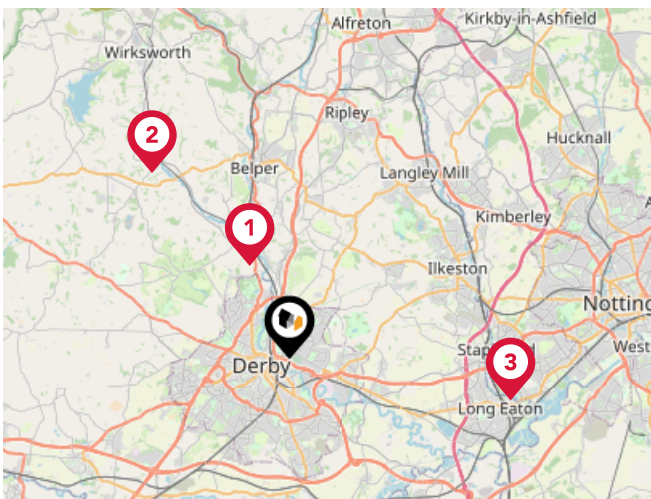 Alfreton
Kirkby-in-Ashfield
Wirksworth
Ripley
2
Hucknall
Belper
Langley Mill
1
Kimberley
Ilkeston
Notting
Derby
West
3
Long Eaton